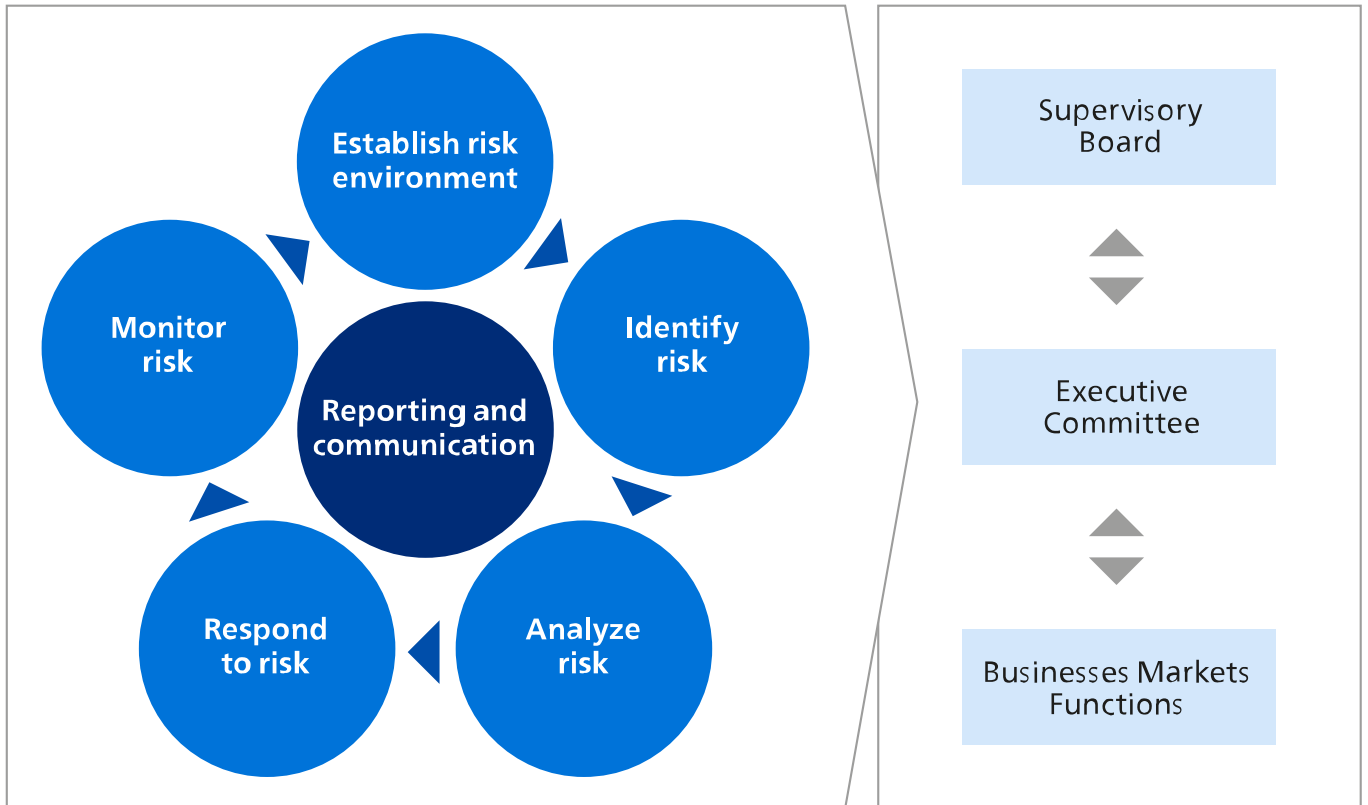 Establish risk
environment
Identify
risk
Analyze
risk
Respond
to risk
Monitor
risk
Reporting and
communication
Supervisory
Board
Executive
Committee
Businesses Markets
Functions